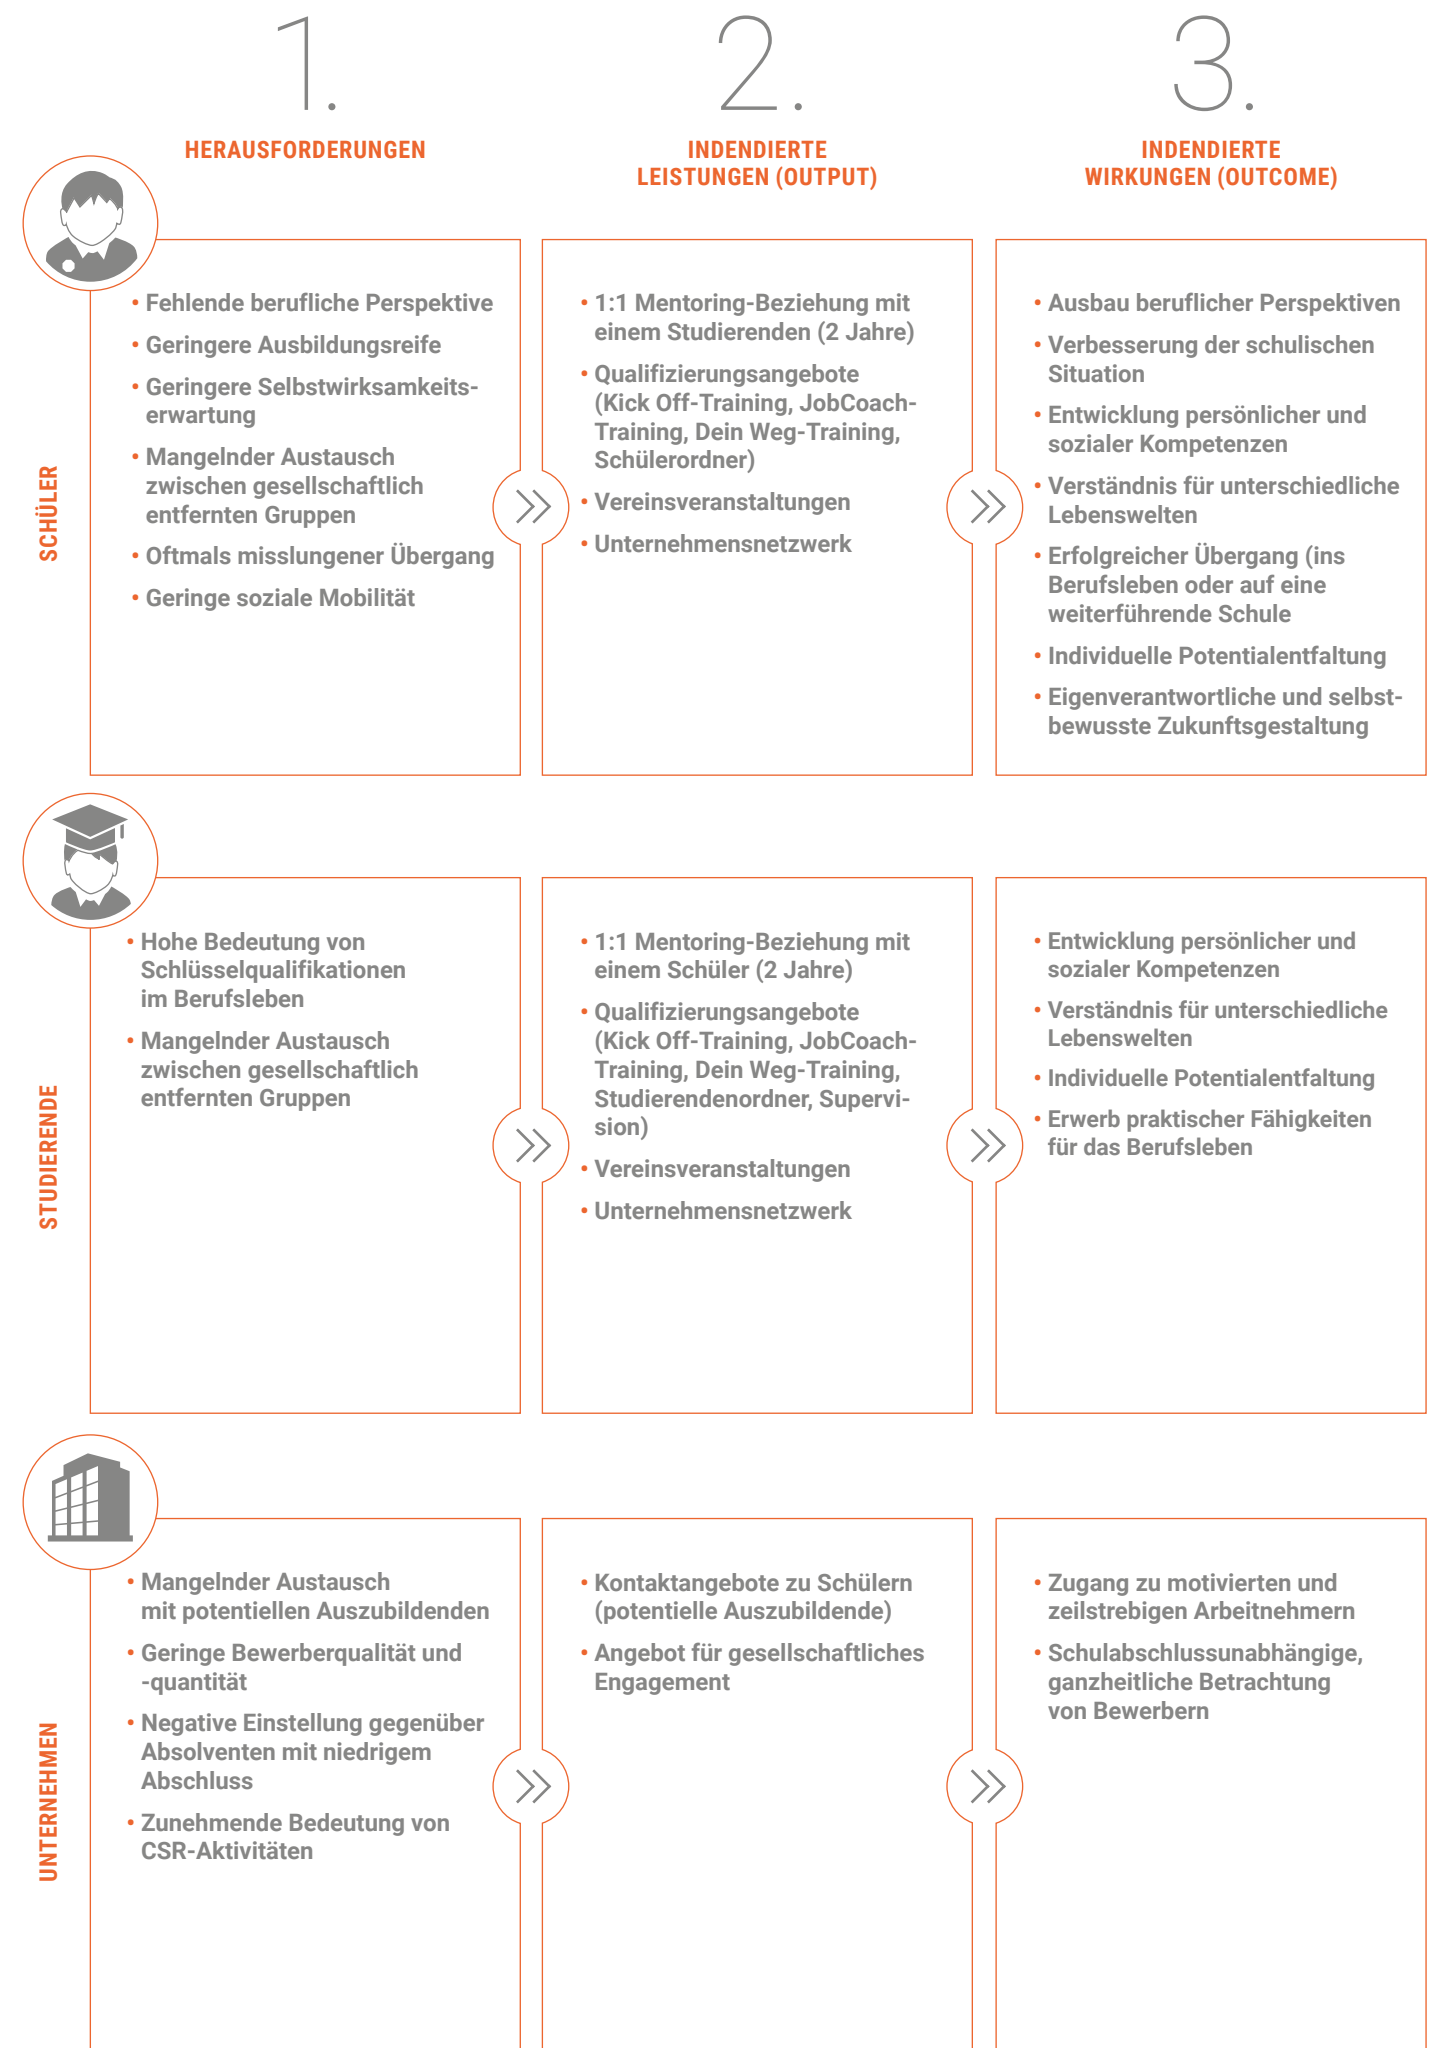 1.
HERAUSFORDERUNGEN
2.
INDENDIERTE
LEISTUNGEN (OUTPUT)
3.
INDENDIERTE
WIRKUNGEN (OUTCOME)
SCHÜLER
• Fehlende berufliche Perspektive
• Geringere Ausbildungsreife
• Geringere Selbstwirksamkeits-
erwartung
• Mangelnder Austausch
zwischen gesellschaftlich
entfernten Gruppen
• Oftmals misslungener Übergang
• Geringe soziale Mobilität
• 1:1 Mentoring-Beziehung mit
einem Studierenden (2 Jahre)
• Qualifizierungsangebote
(Kick Off-Training, JobCoach-
Training, Dein Weg-Training,
Schülerordner)
• Vereinsveranstaltungen
• Unternehmensnetzwerk
• Ausbau beruflicher Perspektiven
• Verbesserung der schulischen
Situation
• Entwicklung persönlicher und
sozialer Kompetenzen
• Verständnis für unterschiedliche
Lebenswelten
• Erfolgreicher Übergang (ins
Berufsleben oder auf eine
weiterführende Schule
• Individuelle Potentialentfaltung
• Eigenverantwortliche und selbst-
bewusste Zukunftsgestaltung
STUDIERENDE
• Hohe Bedeutung von
Schlüsselqualifikationen
im Berufsleben
• Mangelnder Austausch
zwischen gesellschaftlich
entfernten Gruppen
• 1:1 Mentoring-Beziehung mit
einem Schüler (2 Jahre)
• Qualifizierungsangebote
(Kick Off-Training, JobCoach-
Training, Dein Weg-Training,
Studierendenordner, Supervi-
sion)
• Vereinsveranstaltungen
• Unternehmensnetzwerk
• Entwicklung persönlicher und
sozialer Kompetenzen
• Verständnis für unterschiedliche
Lebenswelten
• Individuelle Potentialentfaltung
• Erwerb praktischer Fähigkeiten
für das Berufsleben
UNTERNEHMEN
• Mangelnder Austausch
mit potentiellen Auszubildenden
• Geringe Bewerberqualität und
-quantität
• Negative Einstellung gegenüber
Absolventen mit niedrigem
Abschluss
• Zunehmende Bedeutung von
CSR-Aktivitäten
• Kontaktangebote zu Schülern
(potentielle Auszubildende)
• Angebot für gesellschaftliches
Engagement
• Zugang zu motivierten und
zeilstrebigen Arbeitnehmern
• Schulabschlussunabhängige,
ganzheitliche Betrachtung
von Bewerbern